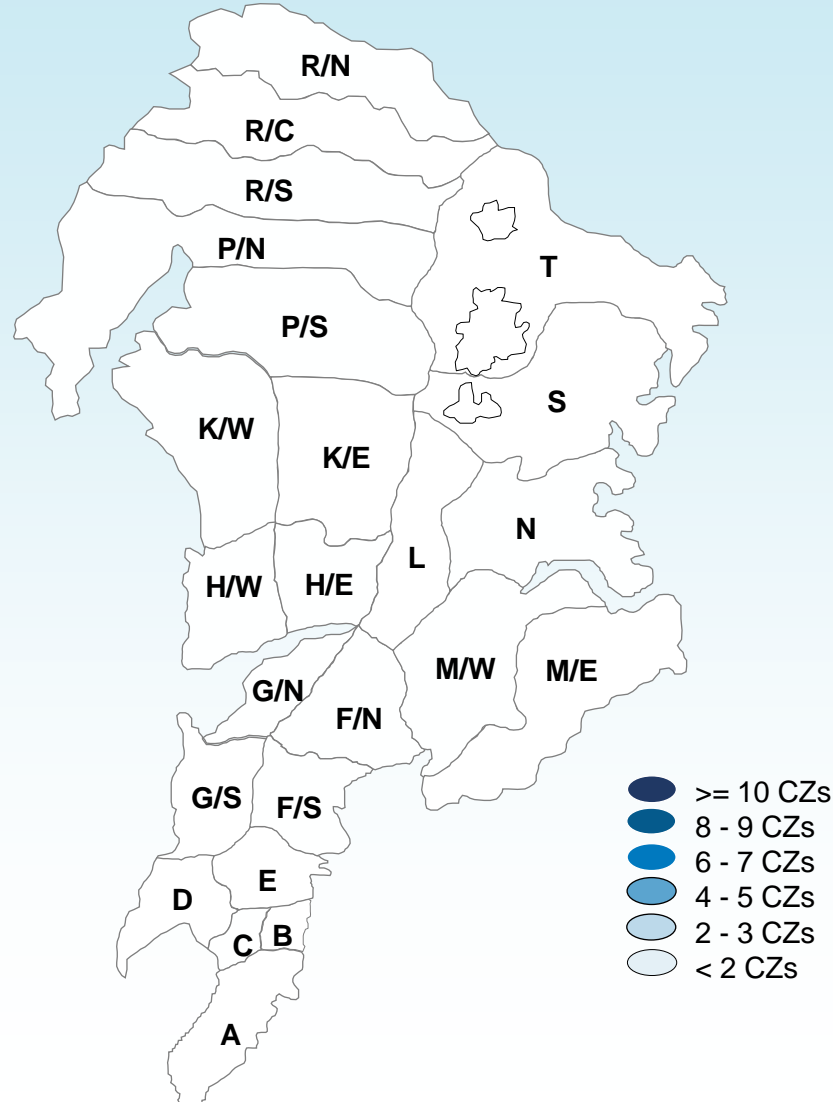 R/N
R/C
R/S
P/N
T
P/S
S
K/W
K/E
N
L
H/W
H/E
M/W
M/E
G/N
F/N
G/S
F/S
>= 10 CZs
8 - 9 CZs
6 - 7 CZs
4 - 5 CZs
2 - 3 CZs
< 2 CZs
E
D
B
C
A